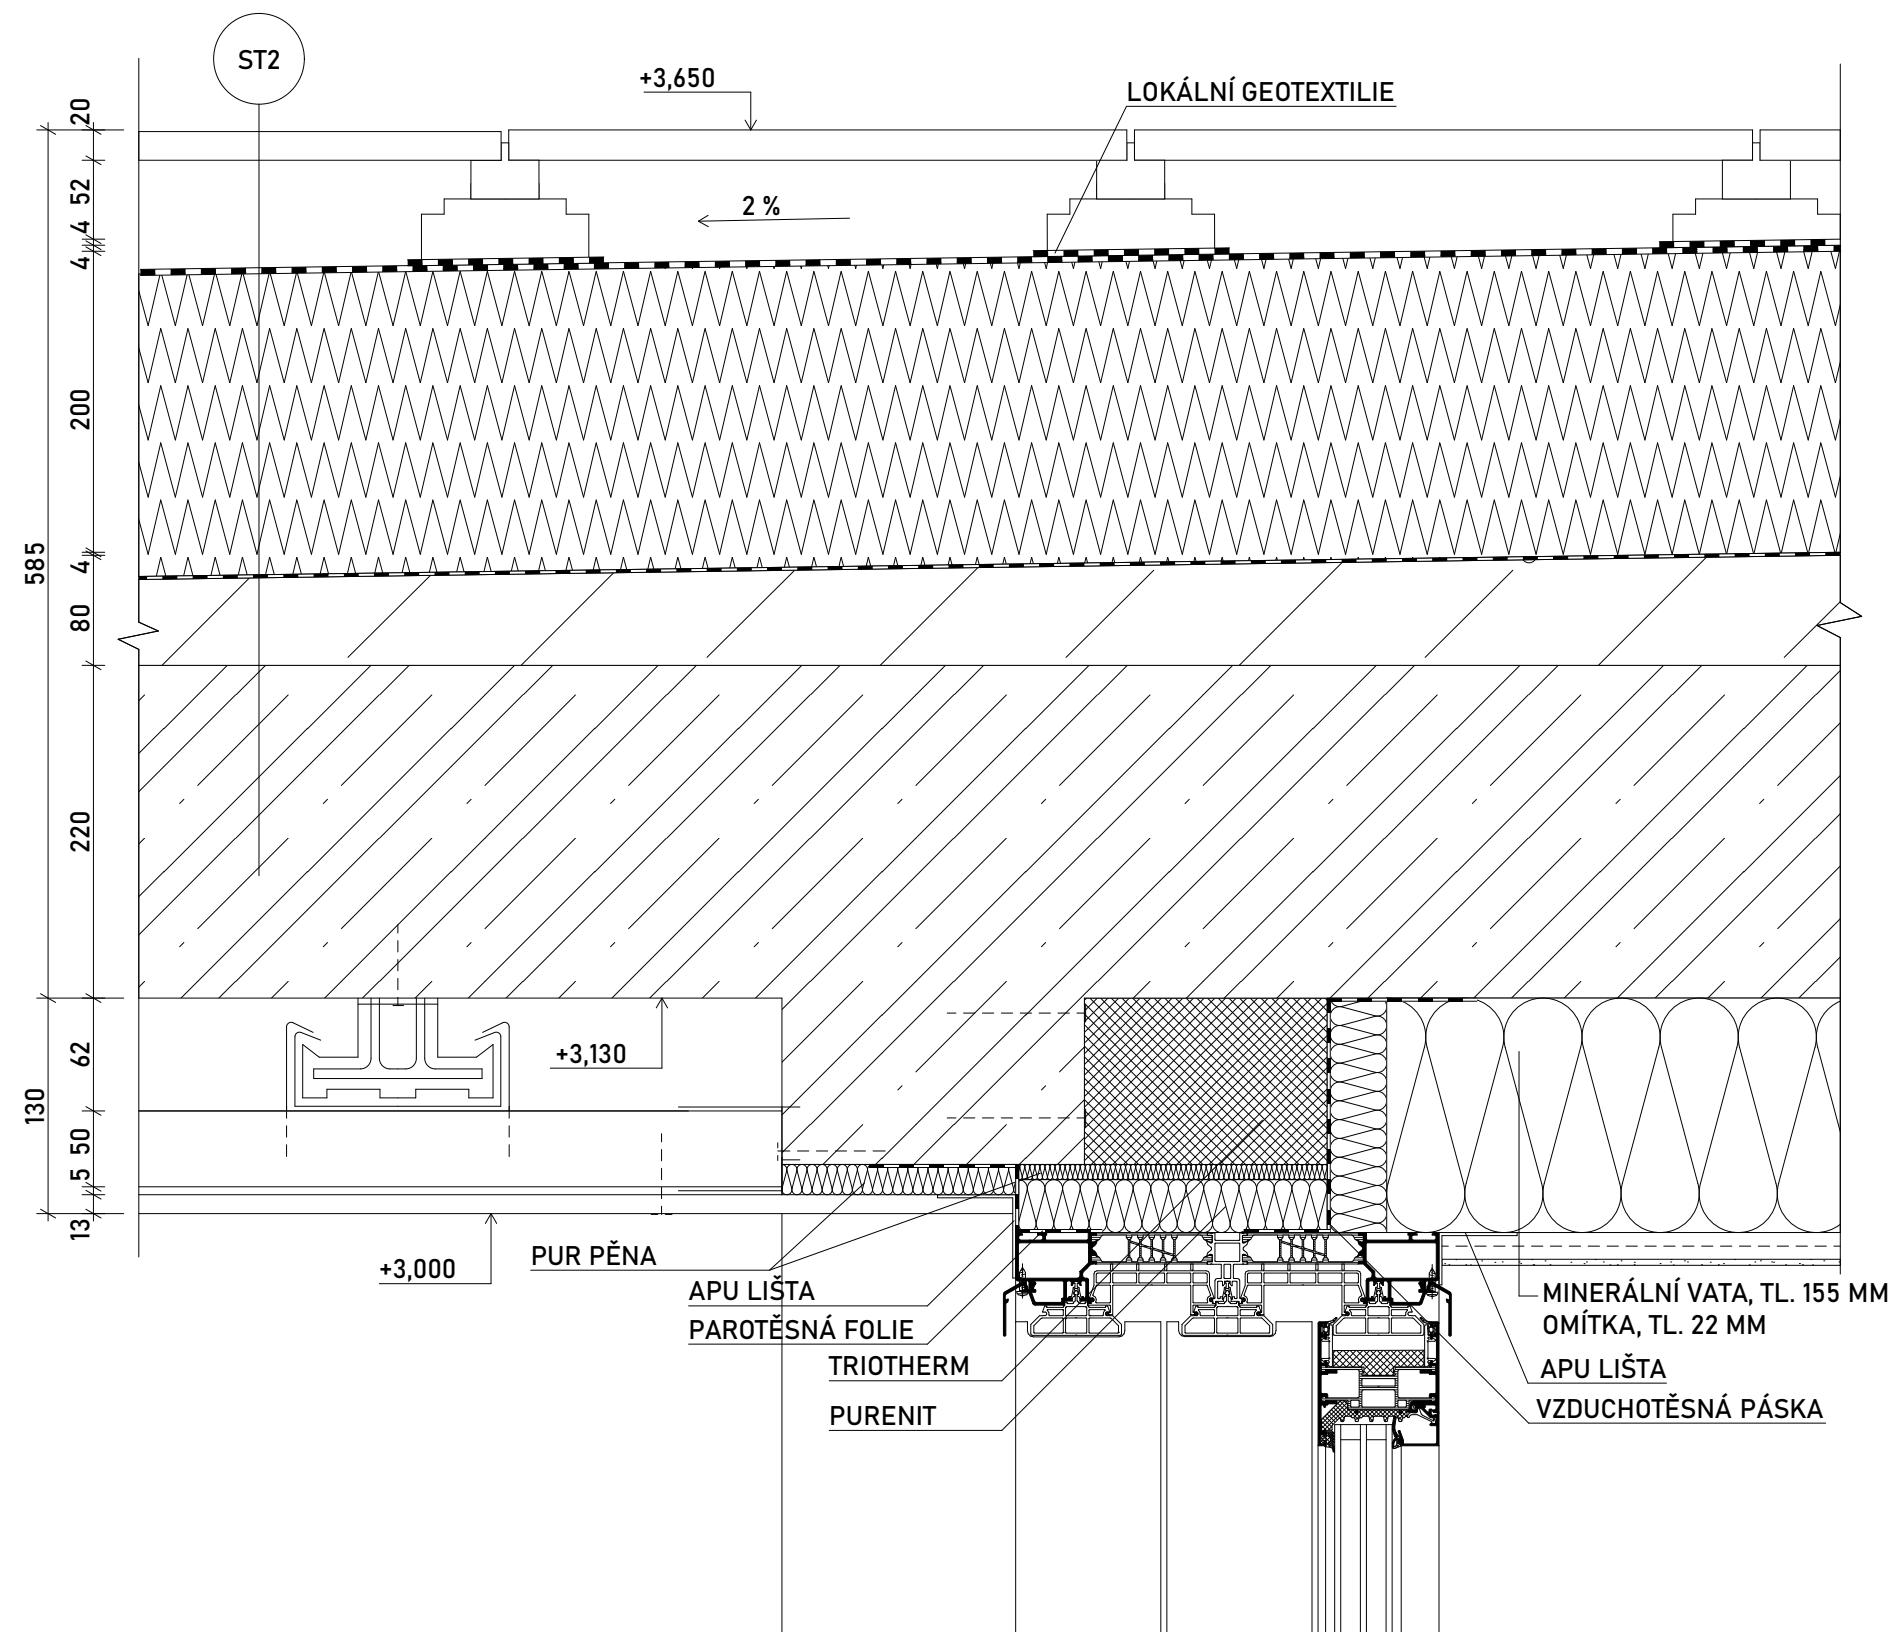 ST2
+3,650
LOKÁLNÍ GEOTEXTILIE
2 %
20
52
4
4
200
4
80
220
585
62
50
5
13
130
+3,130
+3,000
PUR PĚNA
APU LIŠTA
PAROTĚSNÁ FOLIE
TRIOTHERM
PURENIT
MINERÁLNÍ VATA, TL. 155 MM
OMÍTKA, TL. 22 MM
APU LIŠTA
VZDUCHOTĚSNÁ PÁSKA